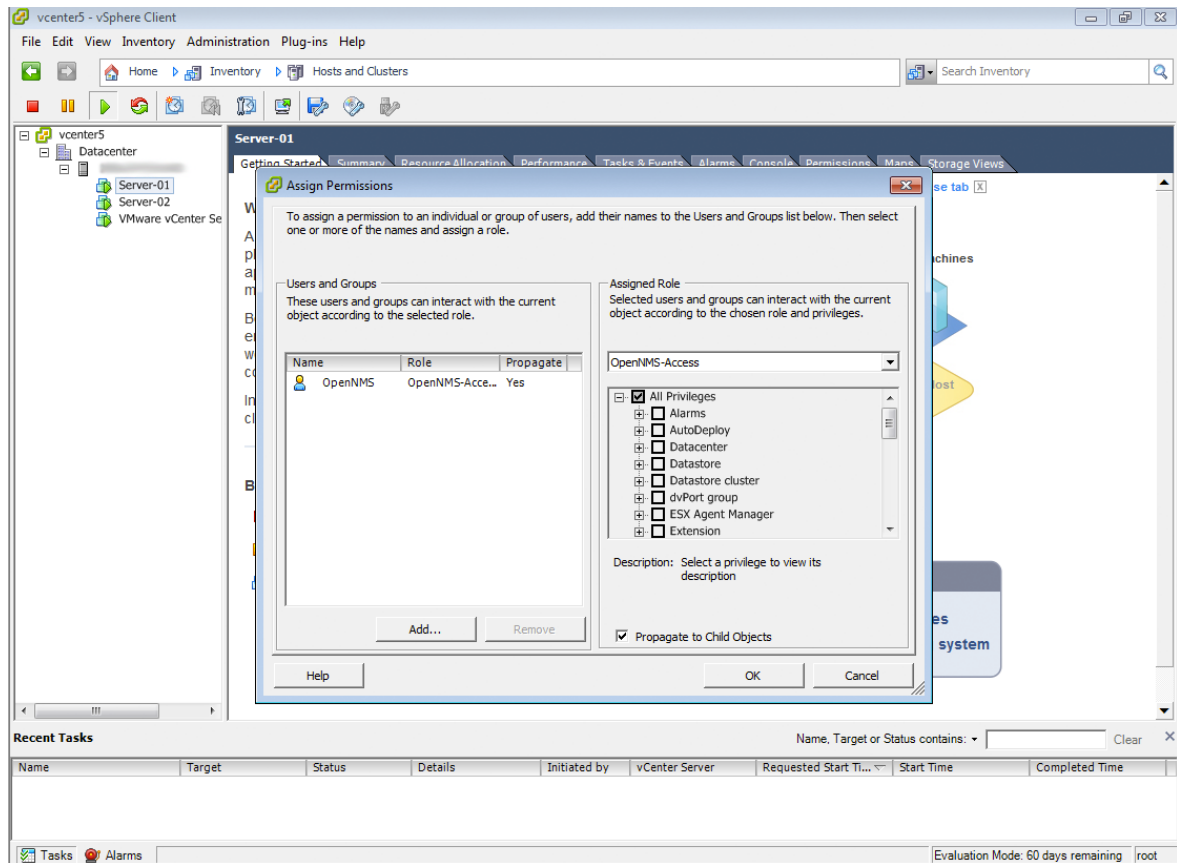 vcenter5 - vSphere Client
File Edit View Inventory Administration Plug-ins Help
Home Inventory Hosts and Clusters
Search Inventory
vcenter5
Datacenter
Server-01
Server-02
VMware vCenter Se
Server-01
Getting Started Summary Resource Allocation Performance Tasks & Events Alarms Console Permissions Maps Storage Views
se tab
Assign Permissions
To assign a permission to an individual or group of users, add their names to the Users and Groups list below. Then select
one or more of the names and assign a role.
Users and Groups
These users and groups can interact with the current
object according to the selected role.
Name Role Propagate
OpenNMS OpenNMS-Acce... Yes
Add... Remove
Assigned Role
Selected users and groups can interact with the current
object according to the chosen role and privileges.
OpenNMS-Access
All Privileges
Alarms
AutoDeploy
Datacenter
Datastore
Datastore cluster
dvPort group
ESX Agent Manager
Extension
Description: Select a privilege to view its
description
Propagate to Child Objects
Help OK Cancel
achines
ost
es
system
Recent Tasks
Name, Target or Status contains: Clear
Name Target Status Details Initiated by vCenter Server Requested Start Ti... Start Time Completed Time
Tasks Alarms
Evaluation Mode: 60 days remaining root